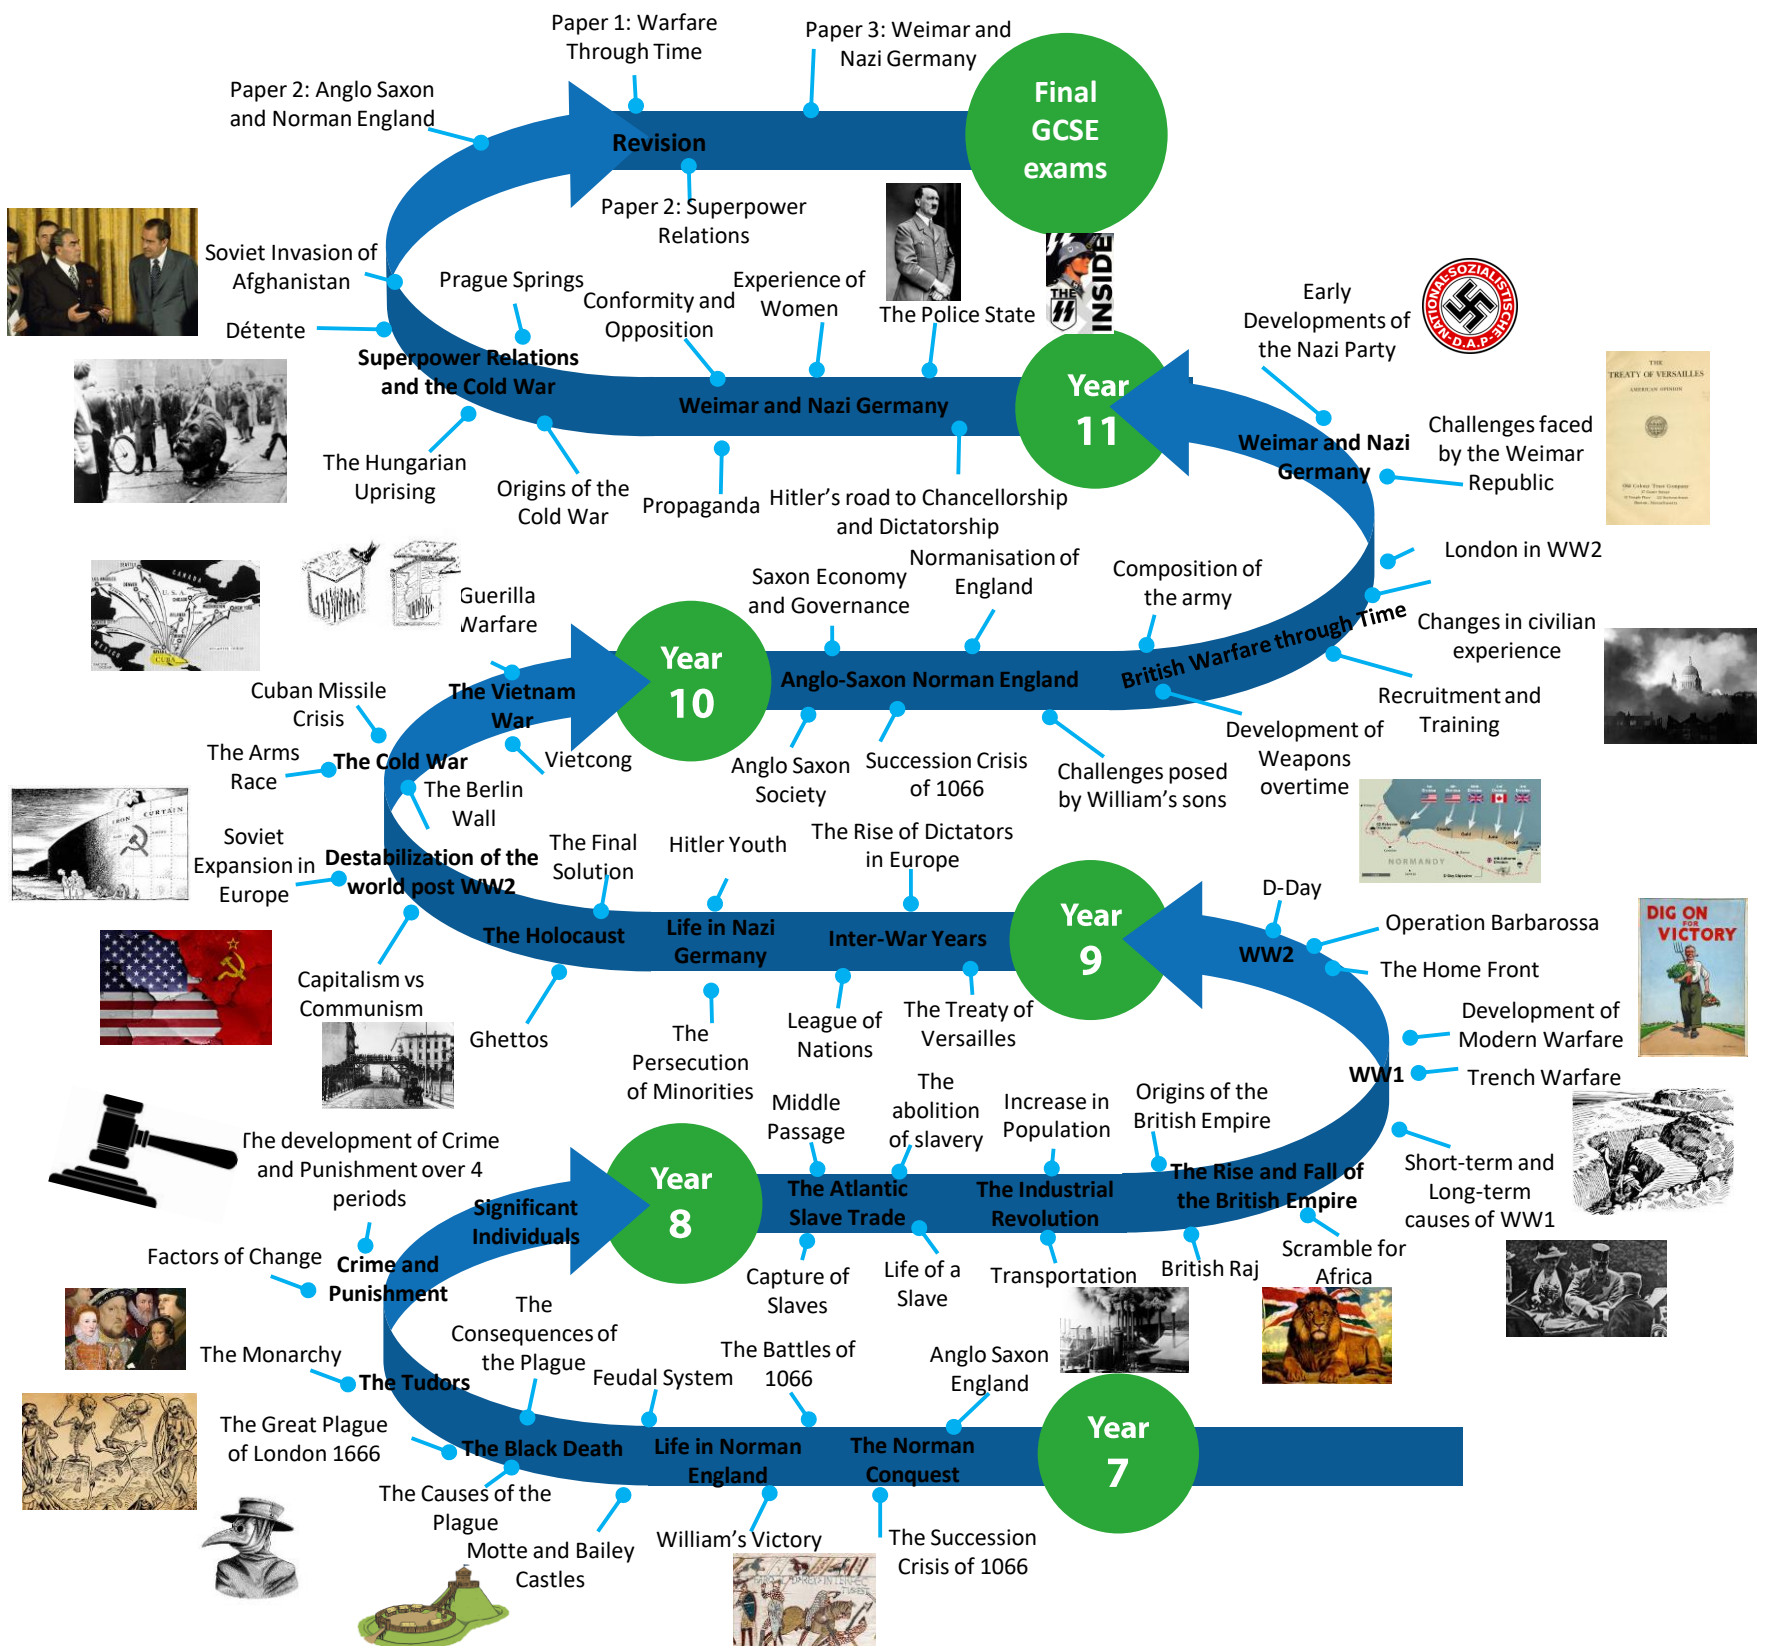 Paper 1: Warfare
Through Time
Paper 3: Weimar and
Nazi Germany
Paper 2: Anglo Saxon
and Norman England
Final
GCSE
exams
Revision
Paper 2: Superpower
Relations
Soviet Invasion of
Afghanistan
Détente
Prague Springs
Conformity and
Opposition
Experience of
Women
The Police State
THE
INSIDE
Superpower Relations
and the Cold War
Weimar and Nazi Germany
Year
11
Early
Developments of
the Nazi Party
NATIONAL-SOZIALISTISCHE
D.A.P.
THE
TREATY OF VERSAILLES
AMERICAN OPINION
Weimar and Nazi
Germany
Challenges faced
by the Weimar
Republic
The Hungarian
Uprising
Origins of the
Cold War
Propaganda
Hitler's road to Chancellorship
and Dictatorship
London in WW2
CANADA
U.S.A.
CUBA
MEXICO
Guerilla
Warfare
Saxon Economy
and Governance
Normanisation of
England
Composition of
the army
British Warfare through Time
Changes in civilian
experience
Cuban Missile
Crisis
The Vietnam
War
Year
10
Anglo-Saxon Norman England
Recruitment and
Training
The Arms
Race
The Cold War
Vietcong
The Berlin
Wall
Anglo Saxon
Society
Succession Crisis
of 1066
Challenges posed
by William's sons
Development of
Weapons
overtime
NORMANDY
IRON CURTAIN
Soviet
Expansion in
Europe
Destabilization of the
world post WW2
The Final
Solution
Hitler Youth
The Rise of Dictators
in Europe
D-Day
Operation Barbarossa
DIG ON
FOR
VICTORY
The Holocaust
Life in Nazi
Germany
Inter-War Years
Year
9
WW2
The Home Front
Capitalism vs
Communism
Ghettos
The
Persecution
of Minorities
League of
Nations
The Treaty of
Versailles
Development of
Modern Warfare
WW1
Trench Warfare
The development of Crime
and Punishment over 4
periods
Middle
Passage
The
abolition
of slavery
Increase in
Population
Origins of the
British Empire
Short-term and
Long-term
causes of WW1
Significant
Individuals
Year
8
The Atlantic
Slave Trade
The Industrial
Revolution
The Rise and Fall of
the British Empire
Factors of Change
Crime and
Punishment
Capture of
Slaves
Life of a
Slave
Transportation
British Raj
Scramble for
Africa
The Monarchy
The Tudors
The
Consequences of
the Plague
Feudal System
The Battles of
1066
Anglo Saxon
England
The Great Plague
of London 1666
The Black Death
Life in Norman
England
The Norman
Conquest
Year
7
The Causes of the
Plague
Motte and Bailey
Castles
William's Victory
The Succession
Crisis of 1066